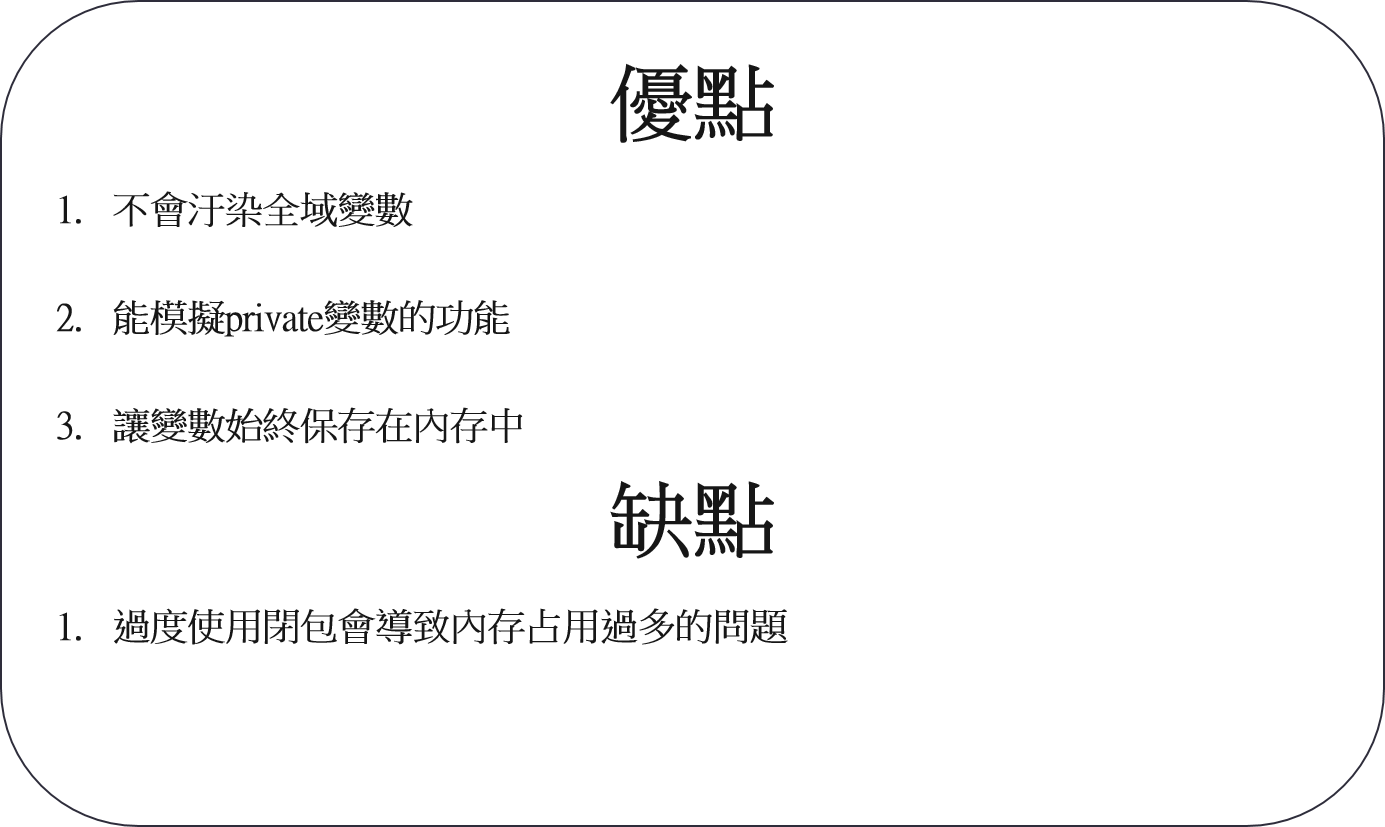 優點
1. 不會汙染全域變數
2. 能模擬private變數的功能
3. 讓變數始終保存在內存中
缺點
1. 過度使用閉包會導致內存占用過多的問題